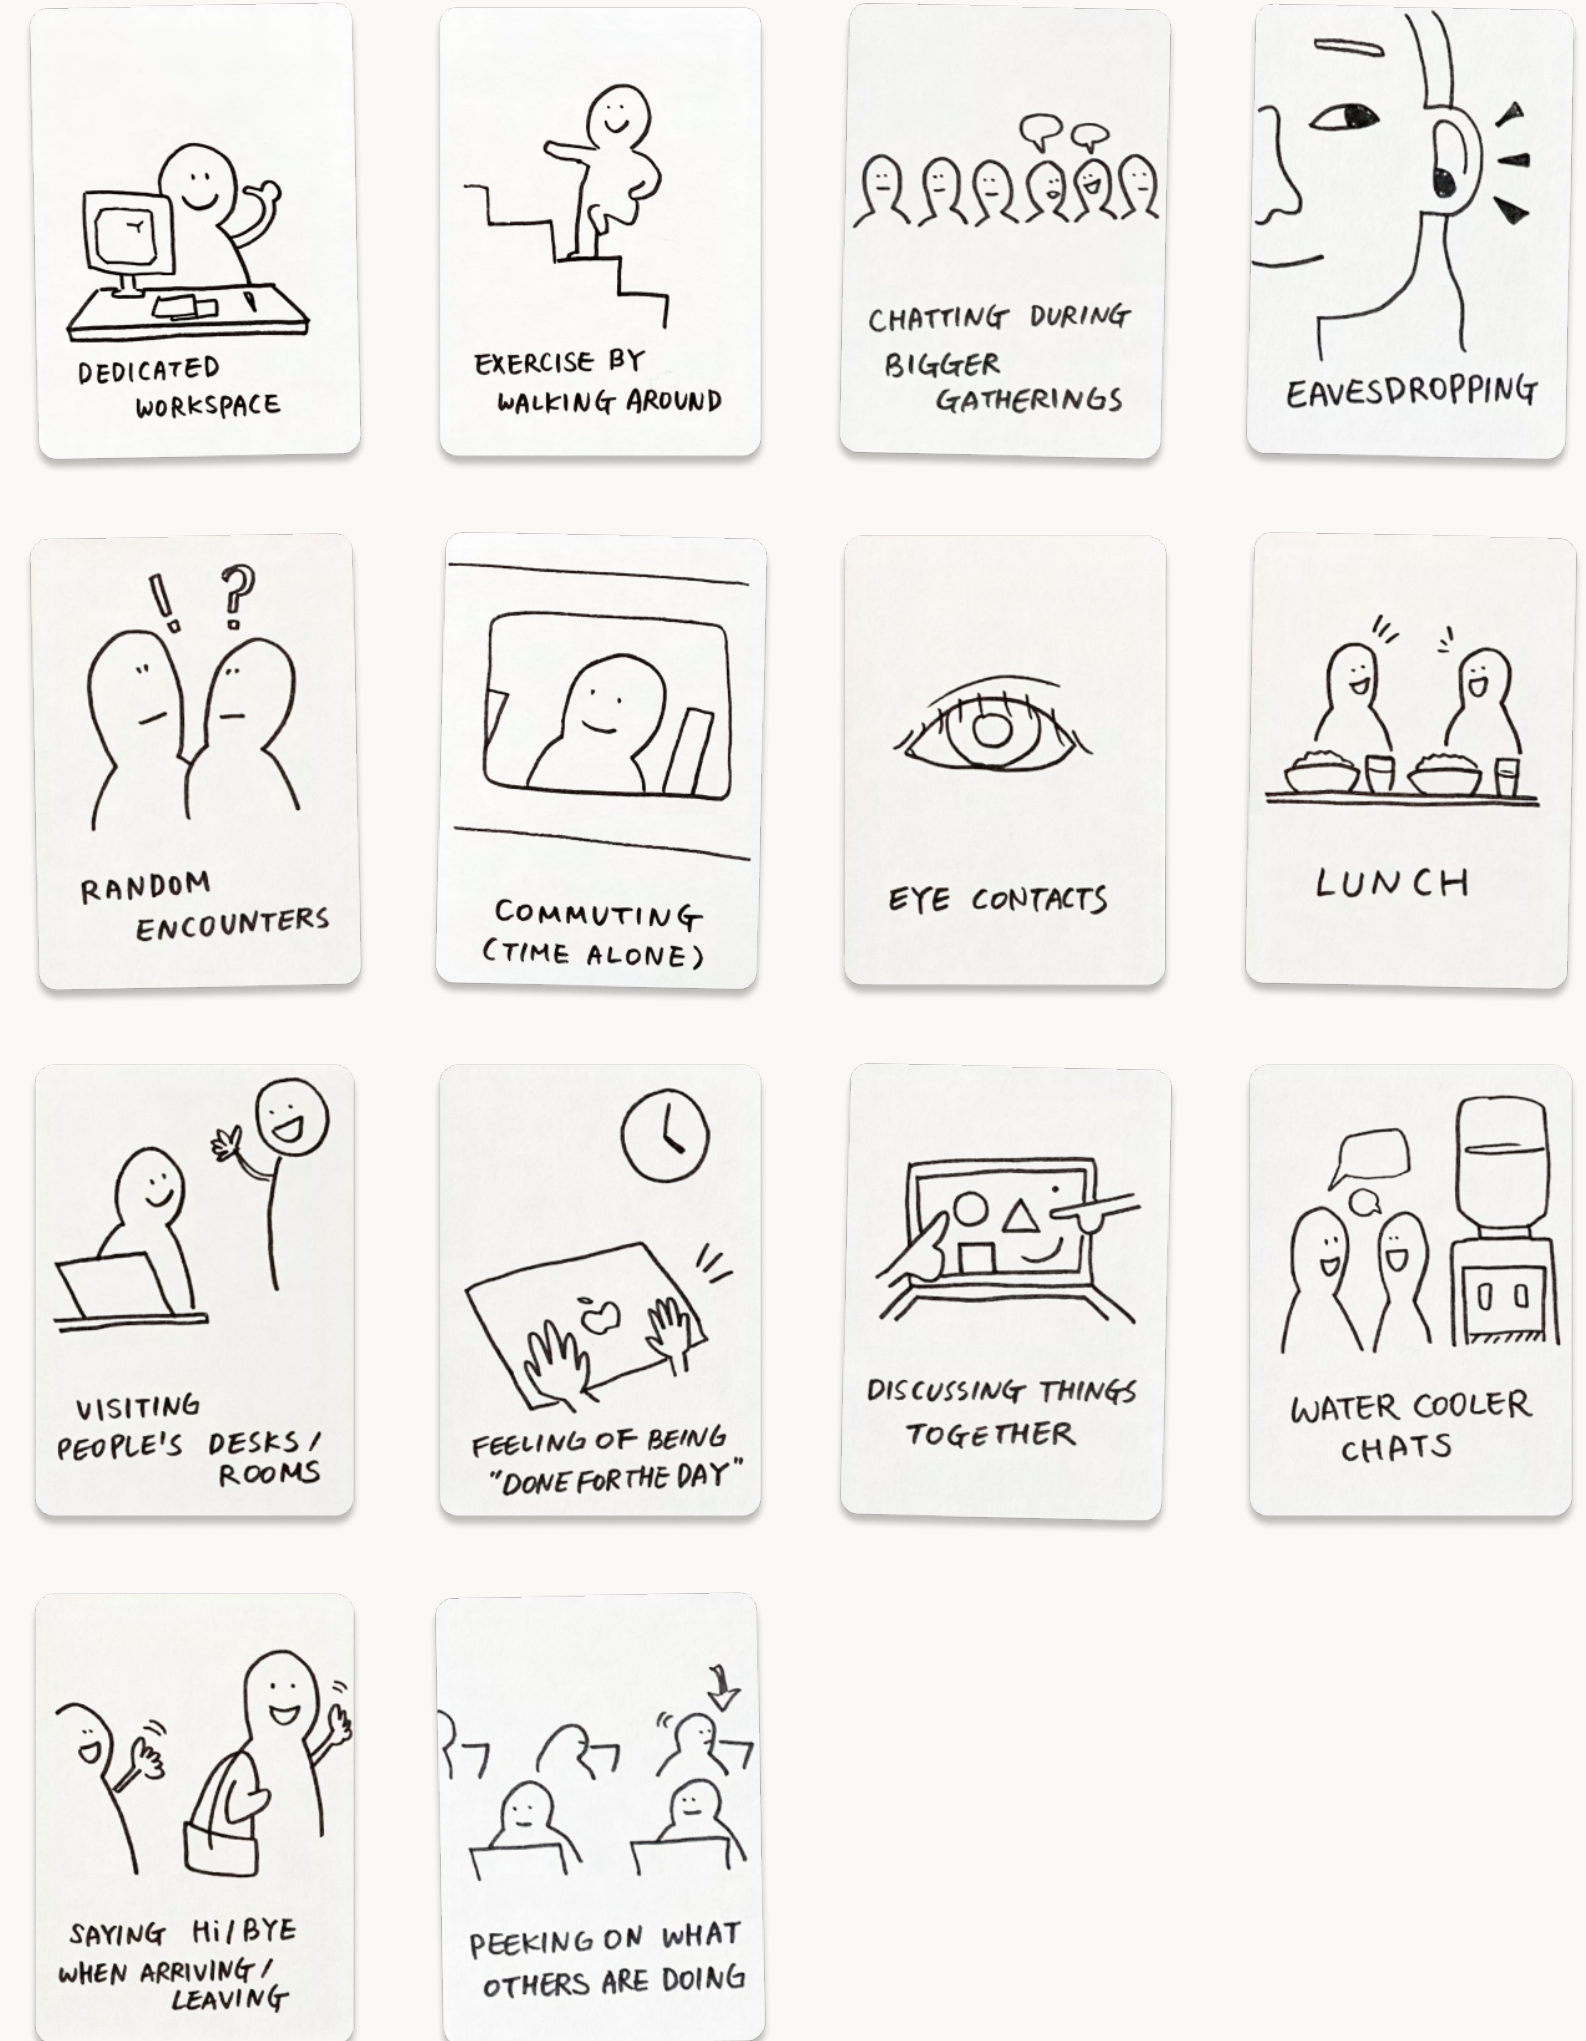 DEDICATED
WORKSPACE
EXERCISE BY
WALKING AROUND
CHATTING DURING
BIGGER
GATHERINGS
EAVESDROPPING
! ?
RANDOM
ENCOUNTERS
COMMUTING
(TIME ALONE)
EYE CONTACTS
LUNCH
VISITING
PEOPLE'S DESKS /
ROOMS
FEELING OF BEING
"DONE FOR THE DAY"
DISCUSSING THINGS
TOGETHER
WATER COOLER
CHATS
SAYING Hi / BYE
WHEN ARRIVING /
LEAVING
PEEKING ON WHAT
OTHERS ARE DOING